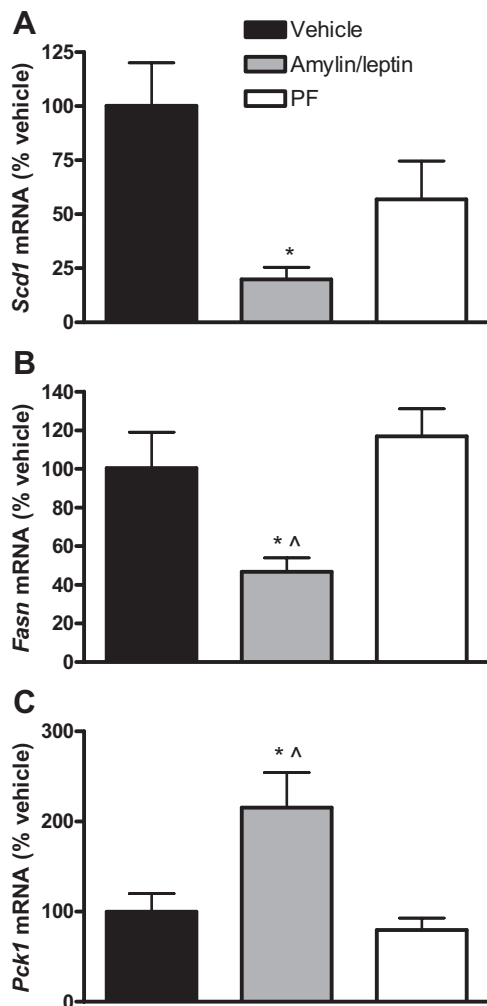 A
Vehicle
Amylin/leptin
PF
Scd1 mRNA (% vehicle)
125
100
75
50
25
0
*
B
Fasn mRNA (% vehicle)
140
120
100
80
60
40
20
0
* ^
C
Pck1 mRNA (% vehicle)
300
200
100
0
* ^